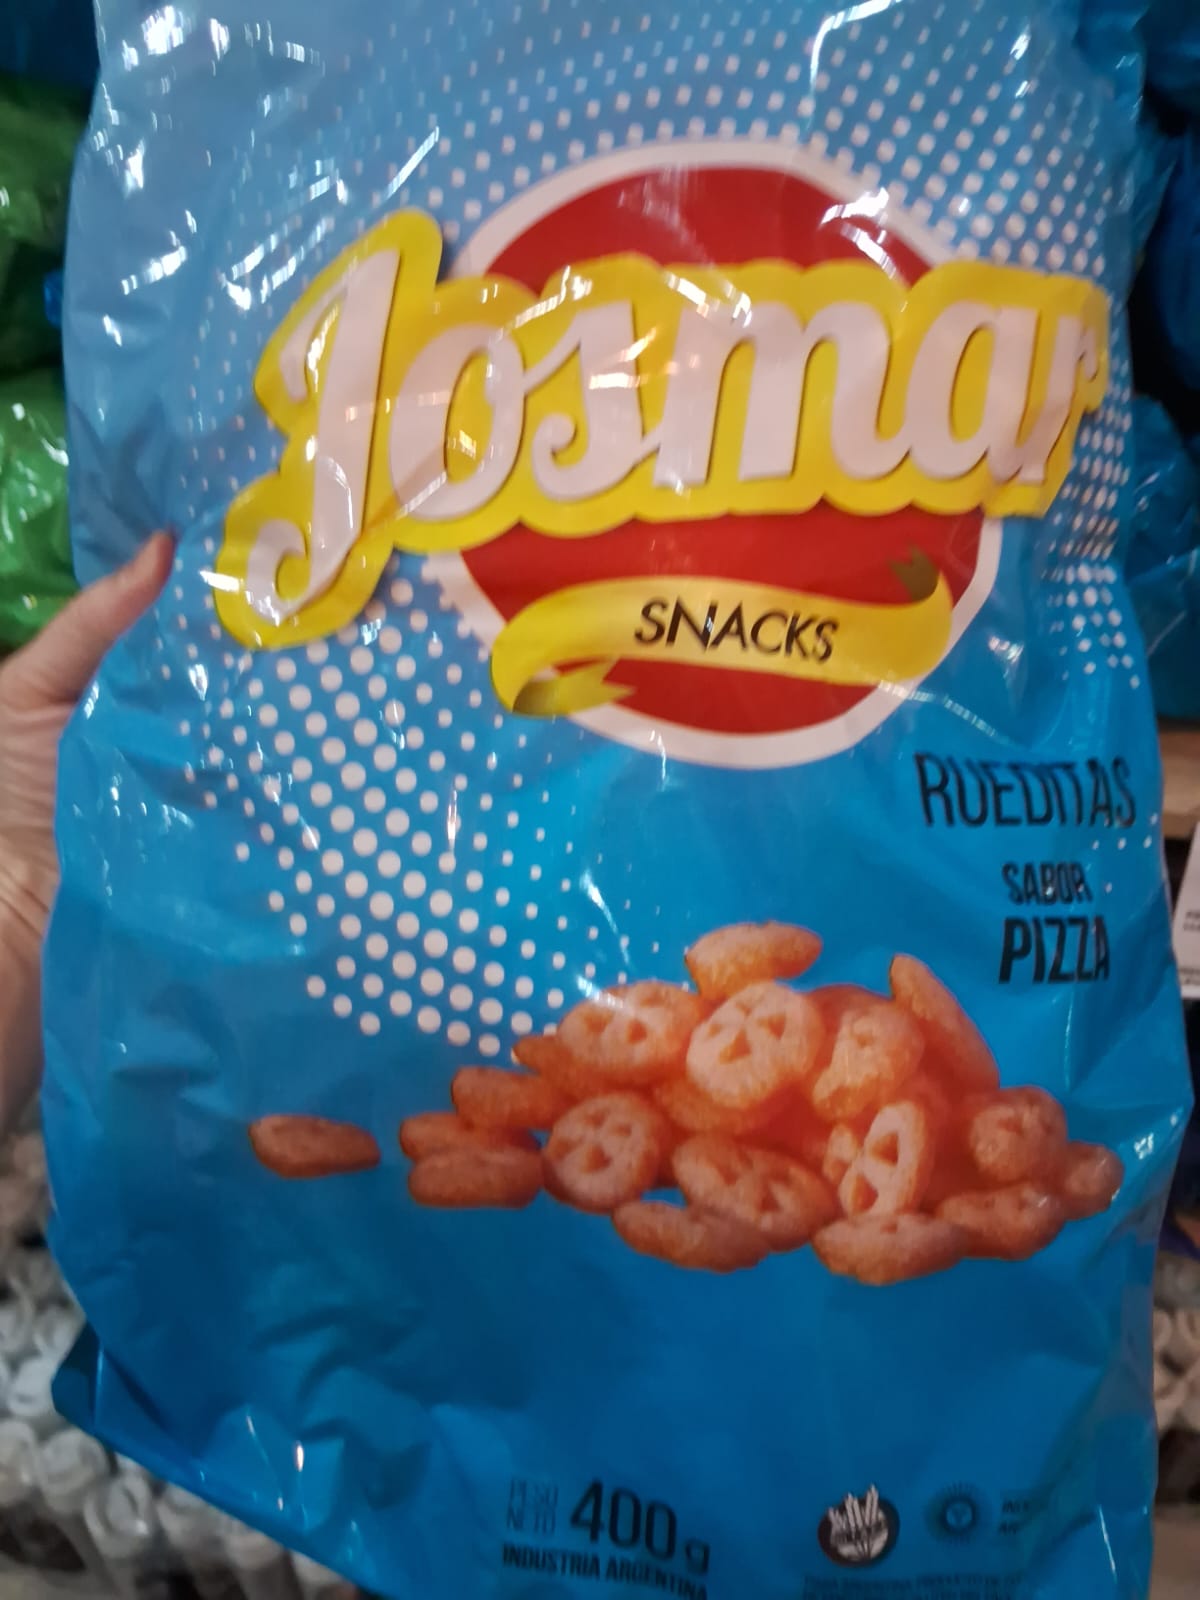 Josmar
SNACKS
RUEDITAS
SABOR
PIZZA
PESO
NETO 400 g
INDUSTRIA ARGENTINA